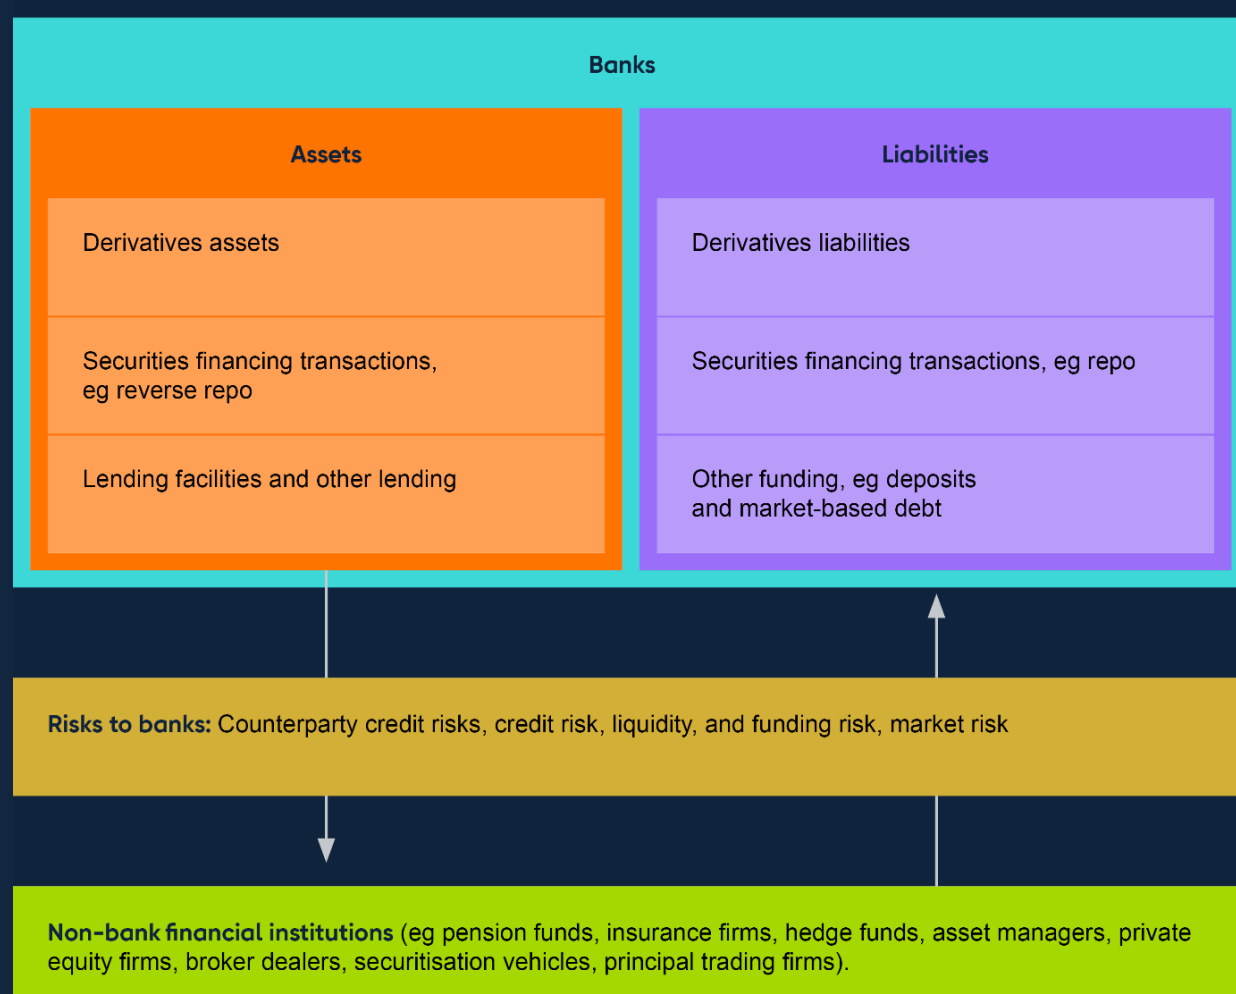 Banks
Assets
Derivatives assets
Securities financing transactions,
eg reverse repo
Lending facilities and other lending
Liabilities
Derivatives liabilities
Securities financing transactions, eg repo
Other funding, eg deposits
and market-based debt
Risks to banks: Counterparty credit risks, credit risk, liquidity, and funding risk, market risk
Non-bank financial institutions (eg pension funds, insurance firms, hedge funds, asset managers, private
equity firms, broker dealers, securitisation vehicles, principal trading firms).